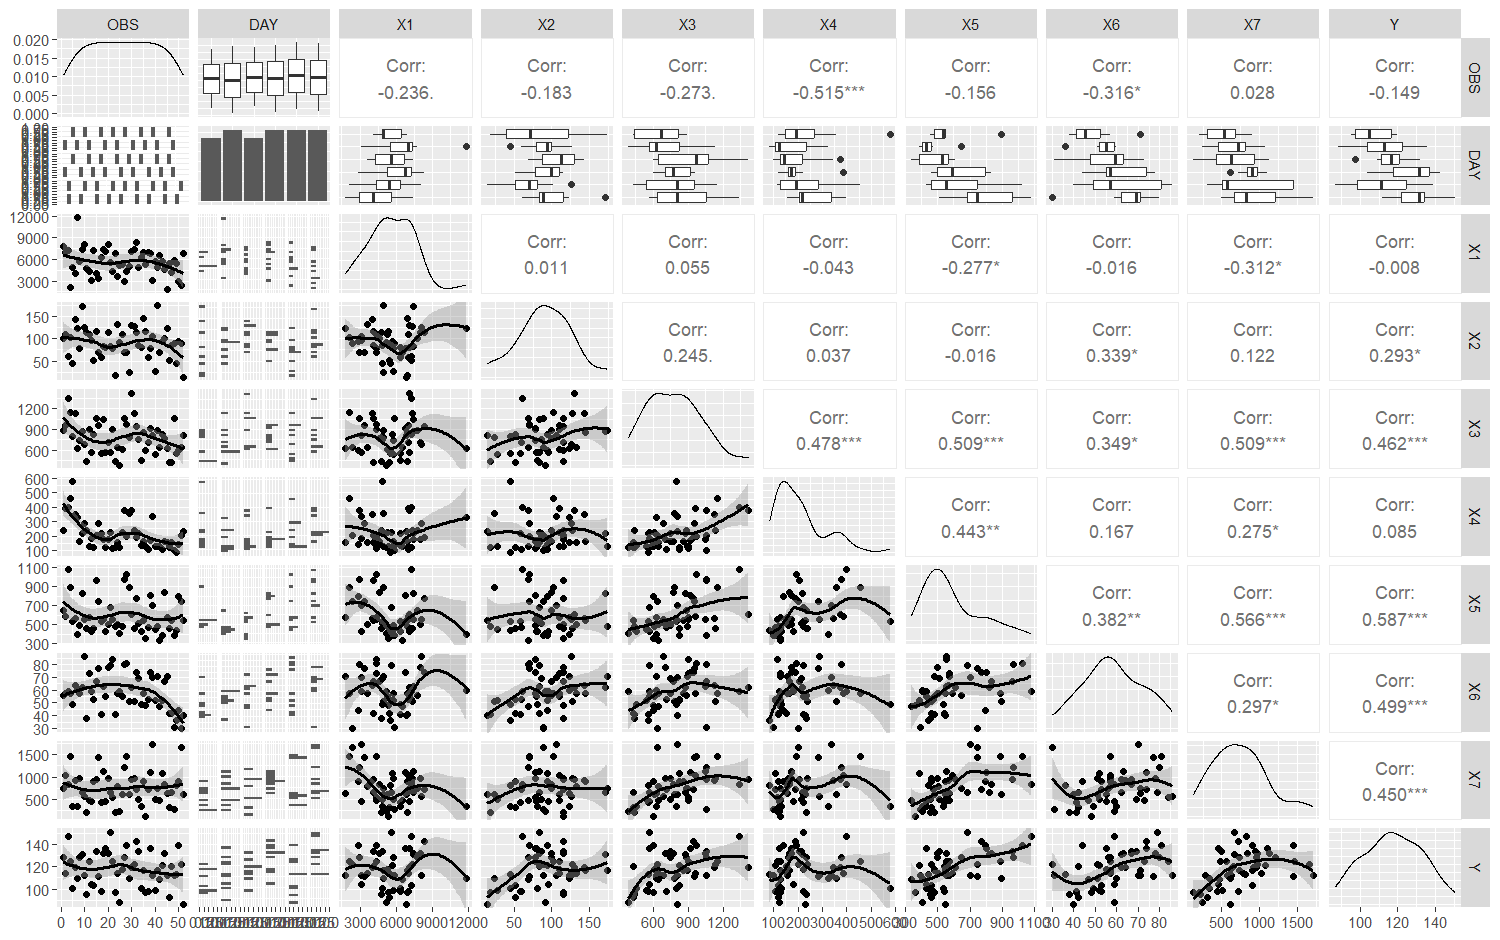 OBS DAY X1 X2 X3 X4 X5 X6 X7 Y
0.020
0.015
0.010
0.005
0.000
Corr: Corr: Corr: Corr: Corr: Corr: Corr: Corr:
-0.236. -0.183 -0.273. -0.515*** -0.156 -0.316* 0.028 -0.149
OBS
DAY
12000
9000
6000
3000
Corr: Corr: Corr: Corr: Corr: Corr: Corr:
0.011 0.055 -0.043 -0.277* -0.016 -0.312* -0.008
X1
150
100
50
Corr: Corr: Corr: Corr: Corr: Corr:
0.245. 0.037 -0.016 0.339* 0.122 0.293*
X2
1200
900
600
Corr: Corr: Corr: Corr: Corr:
0.478*** 0.509*** 0.349* 0.509*** 0.462***
X3
600
500
400
300
200
100
Corr: Corr: Corr: Corr:
0.443** 0.167 0.275* 0.085
X4
1100
900
700
500
300
Corr: Corr: Corr:
0.382** 0.566*** 0.587***
X5
80
70
60
50
40
30
Corr: Corr:
0.297* 0.499***
X6
1500
1000
500
Corr:
0.450***
X7
140
120
100
Y
0 10 20 30 40 50 3000 6000 9000 12000 0 50 100 150 600 900 1200 100 200 300 400 500 600 300 500 700 900 1100 30 40 50 60 70 80 500 1000 1500 100 120 140